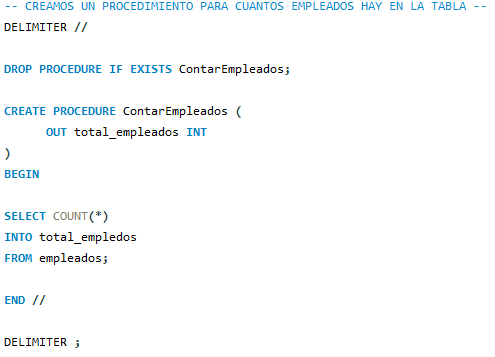 -- CREAMOS UN PROCEDIMIENTO PARA CUANTOS EMPLEADOS HAY EN LA TABLA --
DELIMITER //
DROP PROCEDURE IF EXISTS ContarEmpleados;
CREATE PROCEDURE ContarEmpleados (
OUT total_empleados INT
)
BEGIN
SELECT COUNT(*)
INTO total_empledos
FROM empleados;
END //
DELIMITER ;